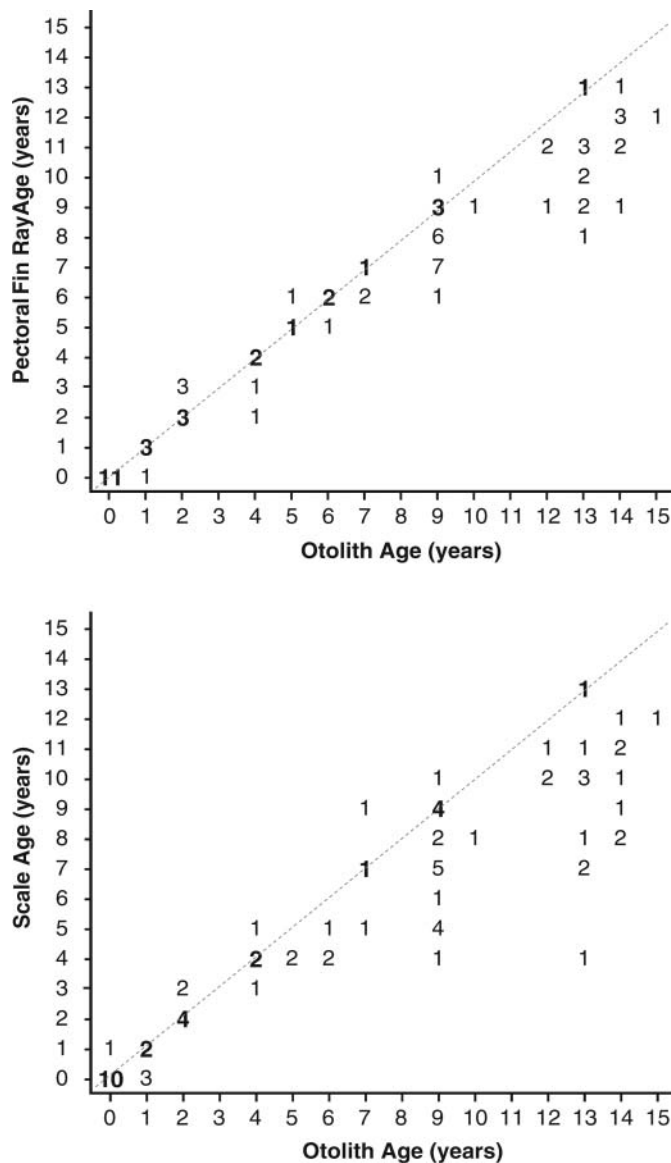 15
14
13 1 1
12 3 1
11 2 3 2
10 1 2
9 3 1 1 2 1
8 6 1
7 1 7
6 1 2 2 1
5 1 1
4 2
3 3 1
2 3 1
1 3
0 11 1
0 1 2 3 4 5 6 7 8 9 10 11 12 13 14 15
Pectoral Fin RayAge (years)
Otolith Age (years)
15
14
13 1
12 1 1
11 1 1 2
10 1 2 3 1
9 1 4 1
8 2 1 1 2
7 1 5 2
6 1
5 1 1 1 4
4 2 2 2 1 1
3 2 1
2 4
1 1 2
0 10 3
0 1 2 3 4 5 6 7 8 9 10 11 12 13 14 15
Scale Age (years)
Otolith Age (years)